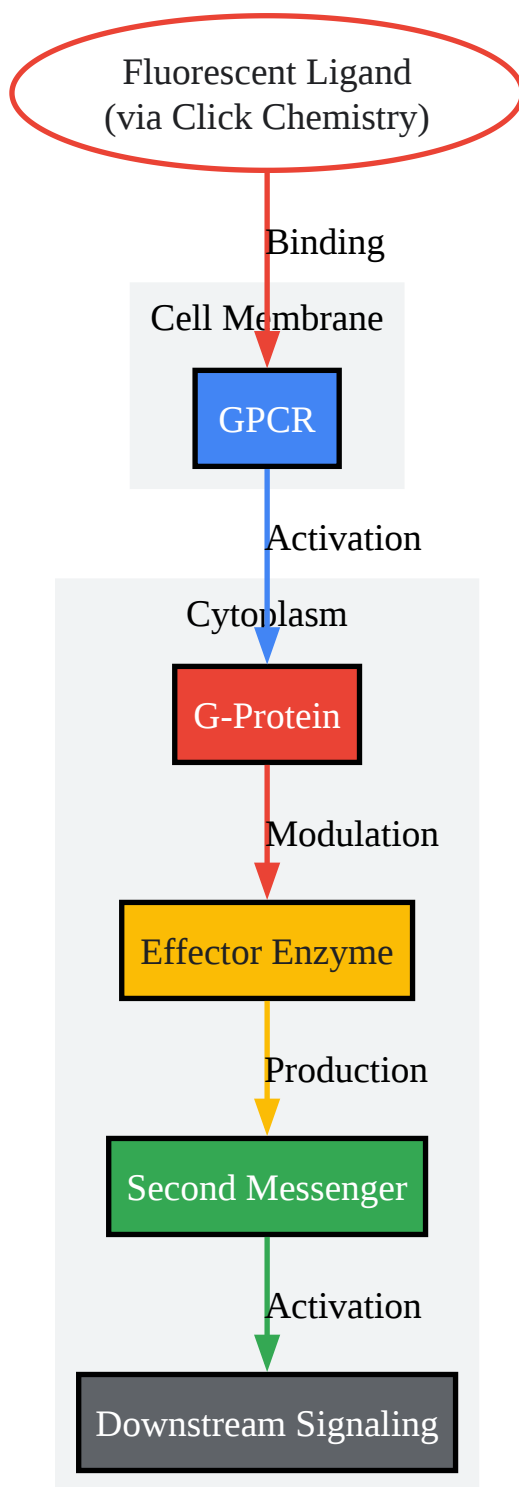 Fluorescent Ligand
(via Click Chemistry)
Binding
Cell Membrane
GPCR
Activation
Cytoplasm
G-Protein
Modulation
Effector Enzyme
Production
Second Messenger
Activation
Downstream Signaling